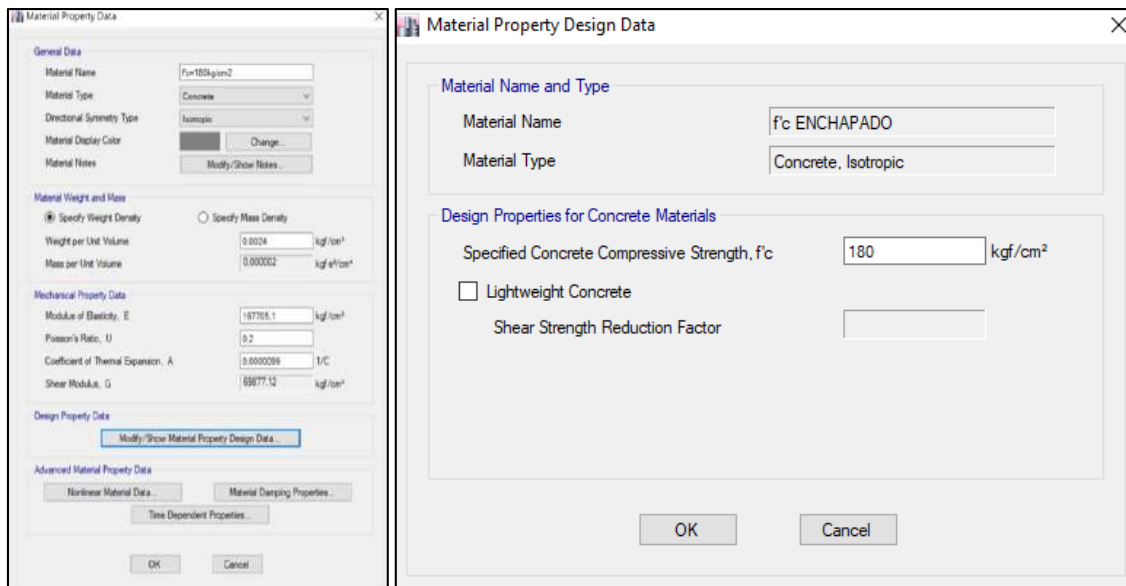 Material Property Data
General Data
Material Name f'c=180kg/cm2
Material Type Concrete
Directional Symmetry Type Isotropic
Material Display Color Change...
Material Notes Modify/Show Notes...
Material Weight and Mass
Specify Weight Density Specify Mass Density
Weight per Unit Volume 0.0024 kgf/cm³
Mass per Unit Volume 0.000002 kgf-s²/cm⁴
Mechanical Property Data
Modulus of Elasticity, E 167705.1 kgf/cm²
Poisson's Ratio, U 0.2
Coefficient of Thermal Expansion, A 0.0000099 1/C
Shear Modulus, G 69877.12 kgf/cm²
Design Property Data
Modify/Show Material Property Design Data...
Advanced Material Property Data
Nonlinear Material Data... Material Damping Properties...
Time Dependent Properties...
OK Cancel
Material Property Design Data
Material Name and Type
Material Name f'c ENCHAPADO
Material Type Concrete, Isotropic
Design Properties for Concrete Materials
Specified Concrete Compressive Strength, f'c 180 kgf/cm²
Lightweight Concrete
Shear Strength Reduction Factor
OK Cancel